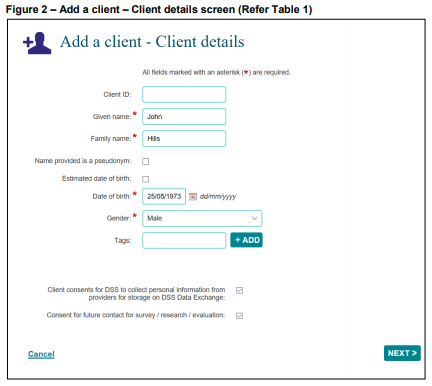 Figure 2 – Add a client – Client details screen (Refer Table 1)
Add a client - Client details
All fields marked with an asterisk (*) are required.
Client ID:
Given name: * John
Family name: * Hills
Name provided is a pseudonym:
Estimated date of birth:
Date of birth: * 25/05/1973 dd/mm/yyyy
Gender: * Male
Tags: + ADD
Client consents for DSS to collect personal information from
providers for storage on DSS Data Exchange:
Consent for future contact for survey / research / evaluation:
Cancel NEXT >